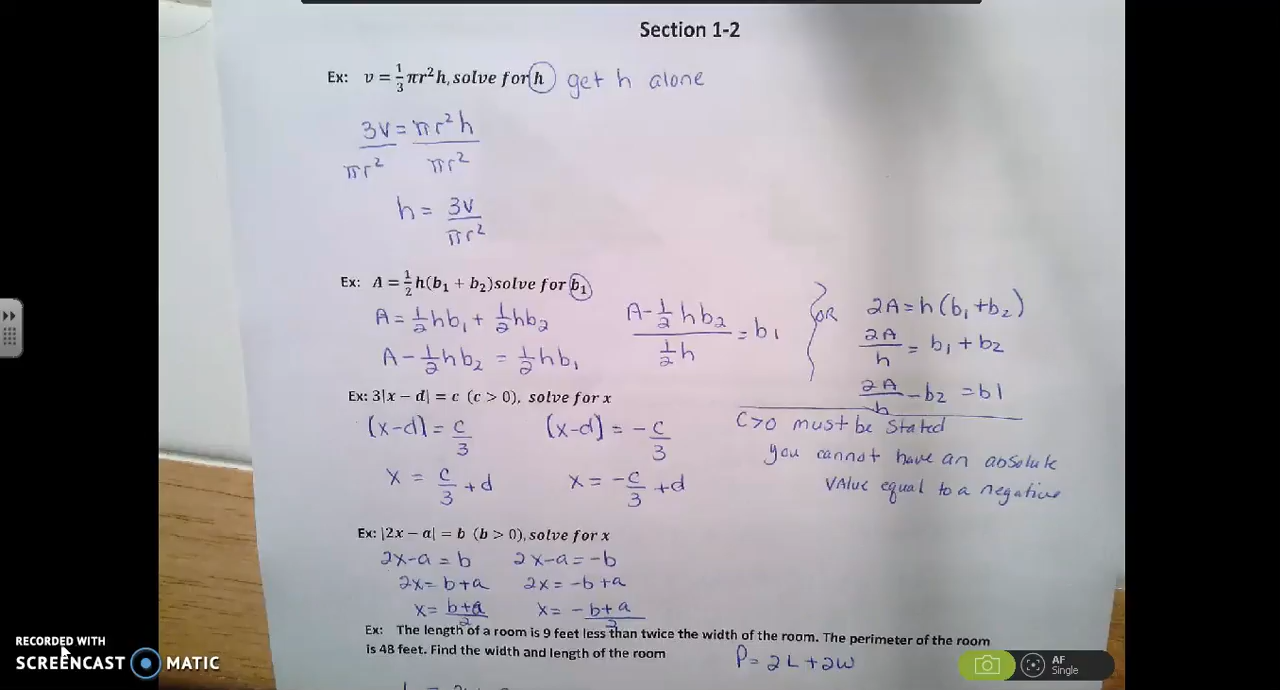 Section 1-2
Ex: v = 1/3 πr²h, solve for h get h alone
3V = πr²h
πr² πr²
h = 3V/πr²
Ex: A = 1/2 h(b₁ + b₂) solve for b₁
A = 1/2 hb₁ + 1/2 hb₂
A - 1/2 hb₂ = 1/2 hb₁
A - 1/2 hb₂ / 1/2 h = b₁
OR
2A = h(b₁ + b₂)
2A/h = b₁ + b₂
2A/h - b₂ = b1
Ex: 3|x − d| = c (c > 0), solve for x
(x-d) = c/3 (x-d) = -c/3
x = c/3 + d x = -c/3 + d
C>0 must be stated
you cannot have an absolute
value equal to a negative
Ex: |2x − a| = b (b > 0), solve for x
2x-a = b 2x-a = -b
2x = b+a 2x = -b+a
x = b+a/2 x = -b+a/2
Ex: The length of a room is 9 feet less than twice the width of the room. The perimeter of the room
is 48 feet. Find the width and length of the room P = 2L + 2w
RECORDED WITH
SCREENCAST MATIC
AF
Single